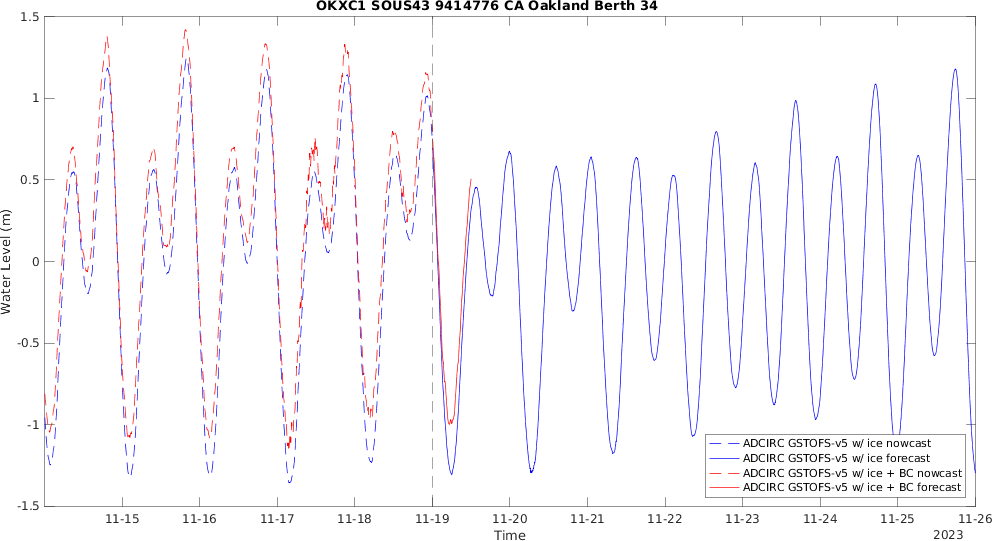 OKXC1 SOUS43 9414776 CA Oakland Berth 34
1.5
1
0.5
0
-0.5
-1
-1.5
Water Level (m)
ADCIRC GSTOFS-v5 w/ ice nowcast
ADCIRC GSTOFS-v5 w/ ice forecast
ADCIRC GSTOFS-v5 w/ ice + BC nowcast
ADCIRC GSTOFS-v5 w/ ice + BC forecast
11-15 11-16 11-17 11-18 11-19 11-20 11-21 11-22 11-23 11-24 11-25 11-26
Time
2023